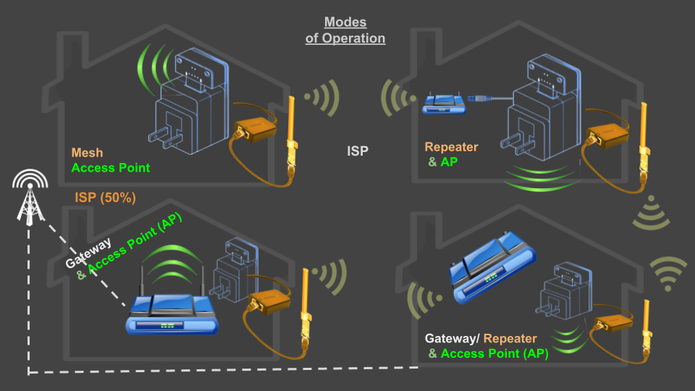 Modes
of Operation
Mesh
Access Point
ISP
Repeater
& AP
ISP (50%)
Gateway
& Access Point (AP)
Gateway/ Repeater
& Access Point (AP)